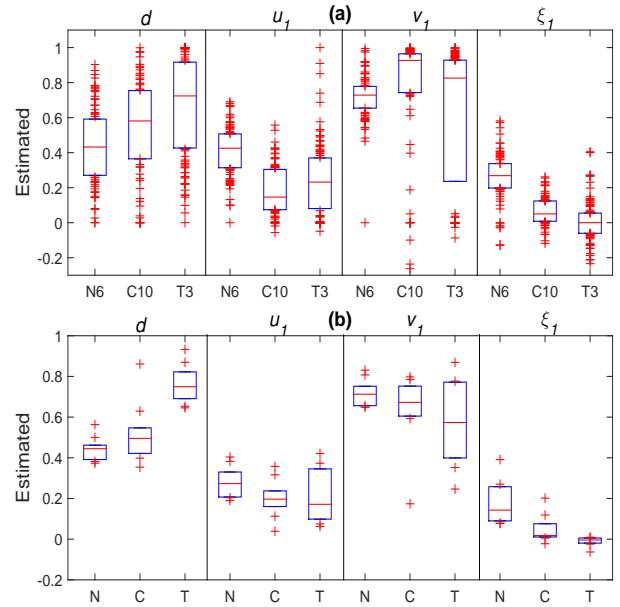 d u₁ (a) v₁ ξ₁
Estimated
1
0.8
0.6
0.4
0.2
0
-0.2
N6 C10 T3 N6 C10 T3 N6 C10 T3 N6 C10 T3
d u₁ (b) v₁ ξ₁
Estimated
1
0.8
0.6
0.4
0.2
0
-0.2
N C T N C T N C T N C T